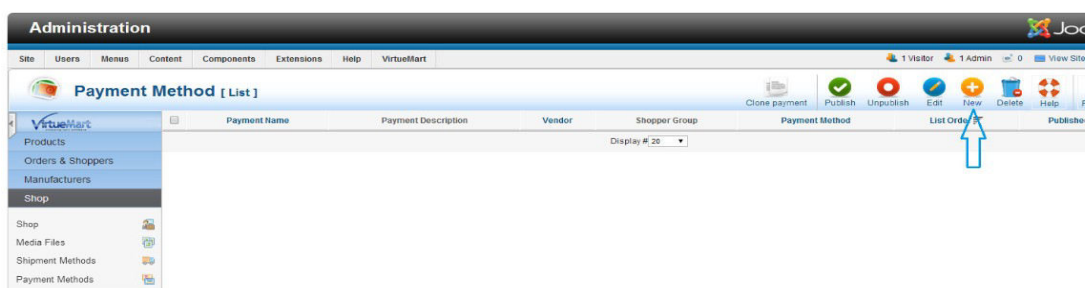 Administration
Joo
Site Users Menus Content Components Extensions Help VirtueMart 1 Visitor 1 Admin 0 View Site
Payment Method [ List ]
Clone payment Publish Unpublish Edit New Delete Help
VirtueMart
Payment Name Payment Description Vendor Shopper Group Payment Method List Order Publishe
Products
Display # 20
Orders & Shoppers
Manufacturers
Shop
Shop
Media Files
Shipment Methods
Payment Methods